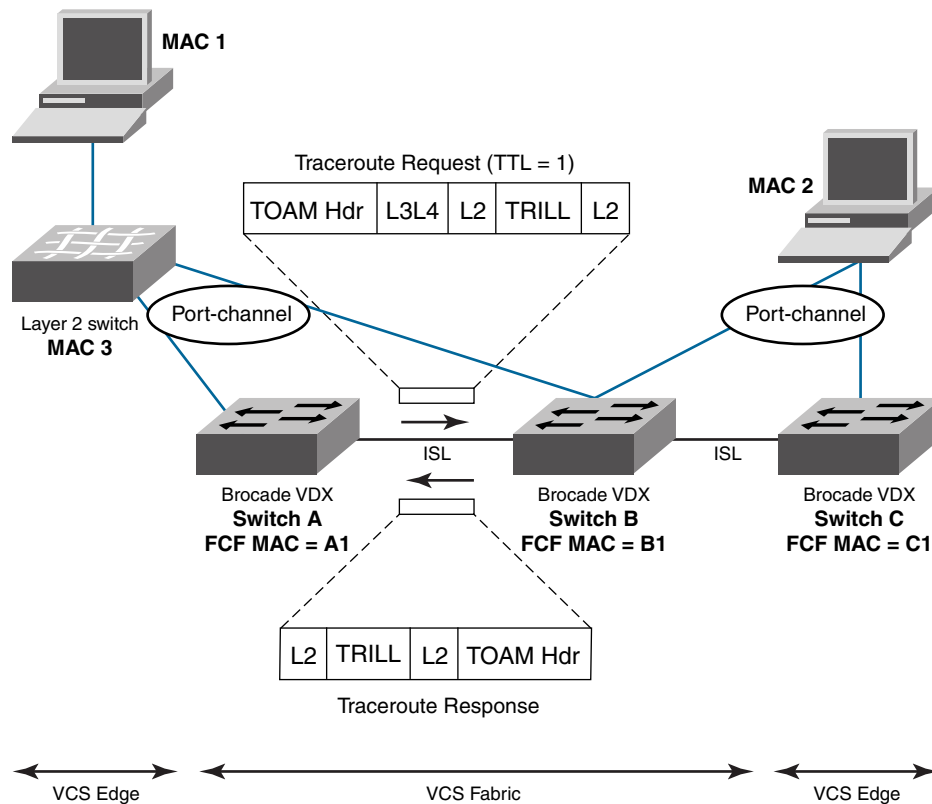 MAC 1
Traceroute Request (TTL = 1)
TOAM Hdr L3L4 L2 TRILL L2
MAC 2
Layer 2 switch
MAC 3
Port-channel
Port-channel
ISL
ISL
Brocade VDX
Switch A
FCF MAC = A1
Brocade VDX
Switch B
FCF MAC = B1
Brocade VDX
Switch C
FCF MAC = C1
L2 TRILL L2 TOAM Hdr
Traceroute Response
VCS Edge
VCS Fabric
VCS Edge